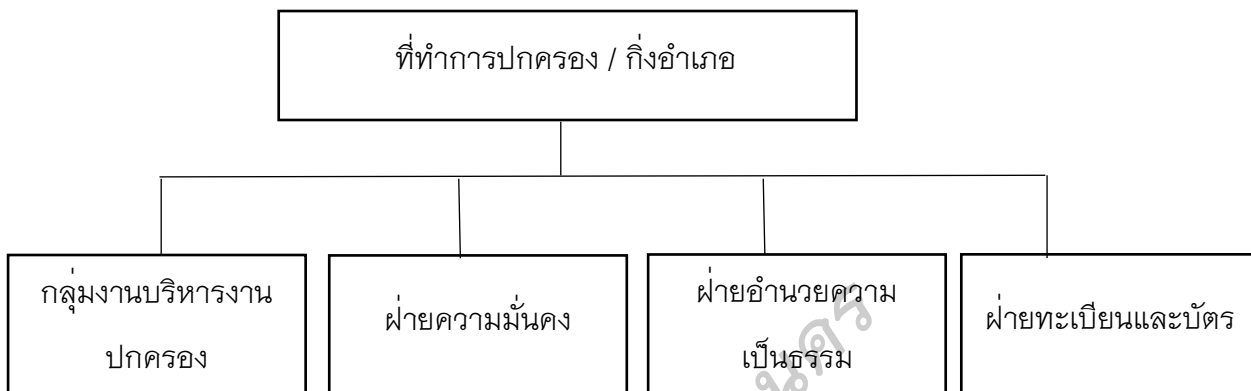 ที่ทำการปกครอง / กิ่งอำเภอ
กลุ่มงานบริหารงาน
ปกครอง
ฝ่ายความมั่นคง
ฝ่ายอำนวยความ
เป็นธรรม
ฝ่ายทะเบียนและบัตร